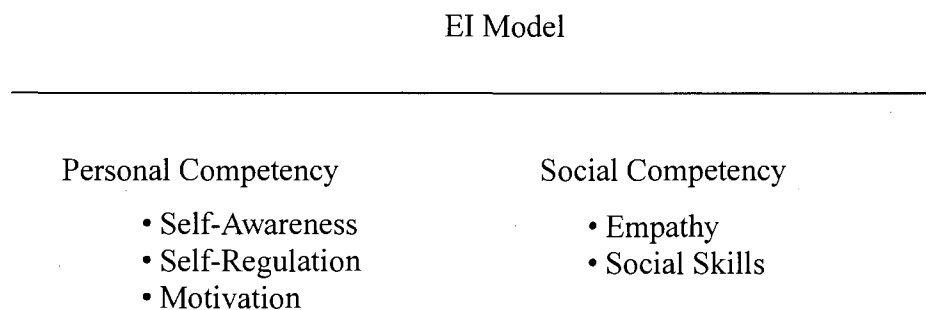 EI Model
Personal Competency
• Self-Awareness
• Self-Regulation
• Motivation
Social Competency
• Empathy
• Social Skills